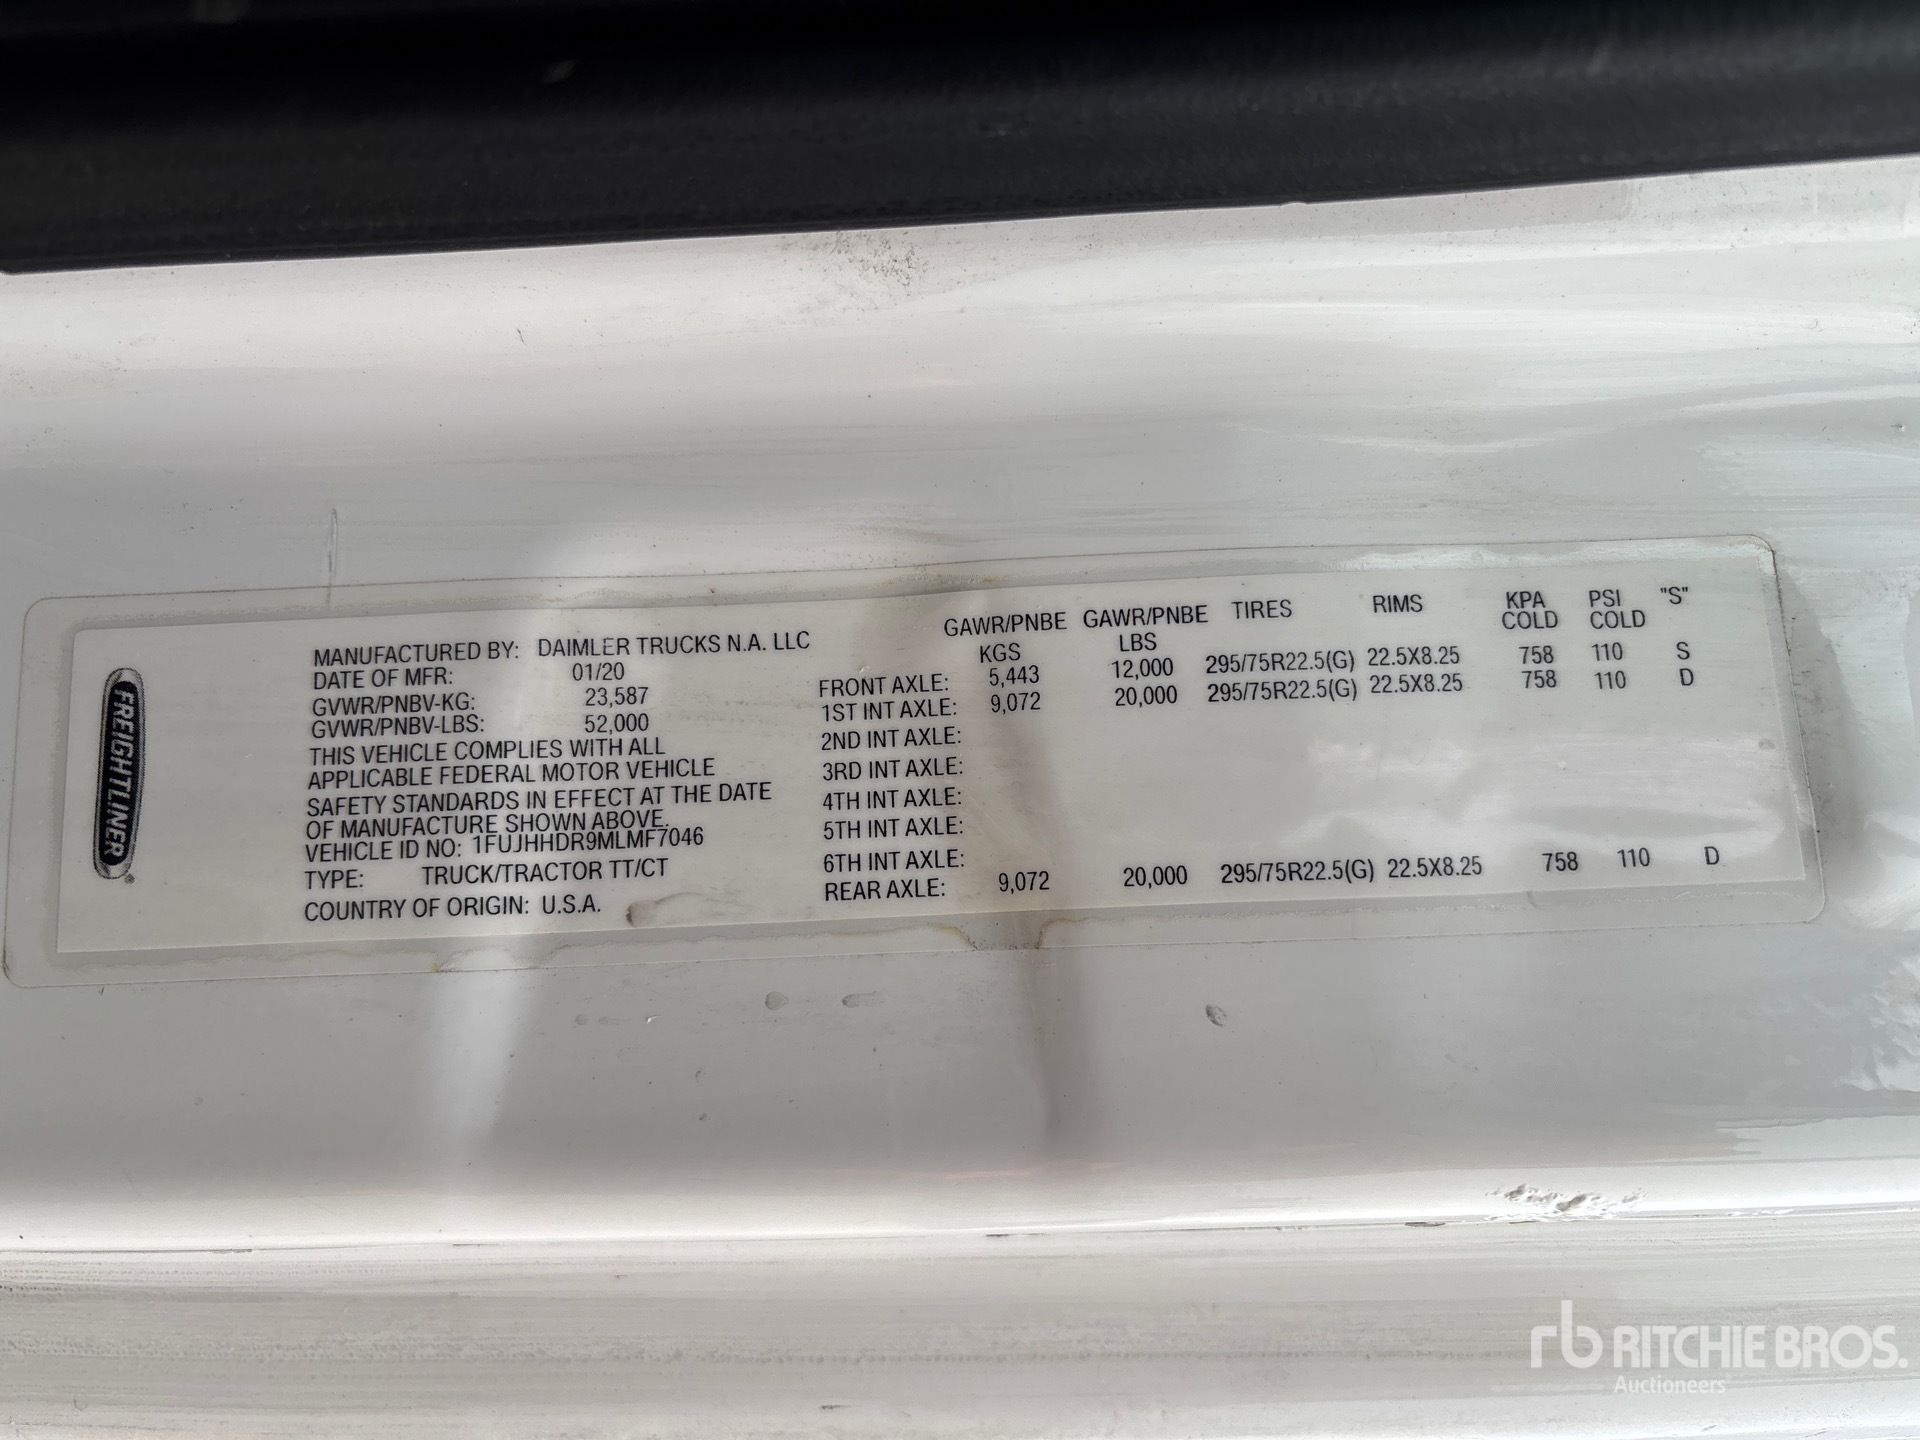 FREIGHTLINER
MANUFACTURED BY: DAIMLER TRUCKS N.A. LLC
DATE OF MFR: 01/20
GVWR/PNBV-KG: 23,587
GVWR/PNBV-LBS: 52,000
THIS VEHICLE COMPLIES WITH ALL
APPLICABLE FEDERAL MOTOR VEHICLE
SAFETY STANDARDS IN EFFECT AT THE DATE
OF MANUFACTURE SHOWN ABOVE.
VEHICLE ID NO: 1FUJHHDR9MLMF7046
TYPE: TRUCK/TRACTOR TT/CT
COUNTRY OF ORIGIN: U.S.A.
GAWR/PNBE GAWR/PNBE TIRES RIMS KPA PSI "S"
KGS LBS COLD COLD
FRONT AXLE: 5,443 12,000 295/75R22.5(G) 22.5X8.25 758 110 S
1ST INT AXLE: 9,072 20,000 295/75R22.5(G) 22.5X8.25 758 110 D
2ND INT AXLE:
3RD INT AXLE:
4TH INT AXLE:
5TH INT AXLE:
6TH INT AXLE:
REAR AXLE: 9,072 20,000 295/75R22.5(G) 22.5X8.25 758 110 D
rb RITCHIE BROS.
Auctioneers